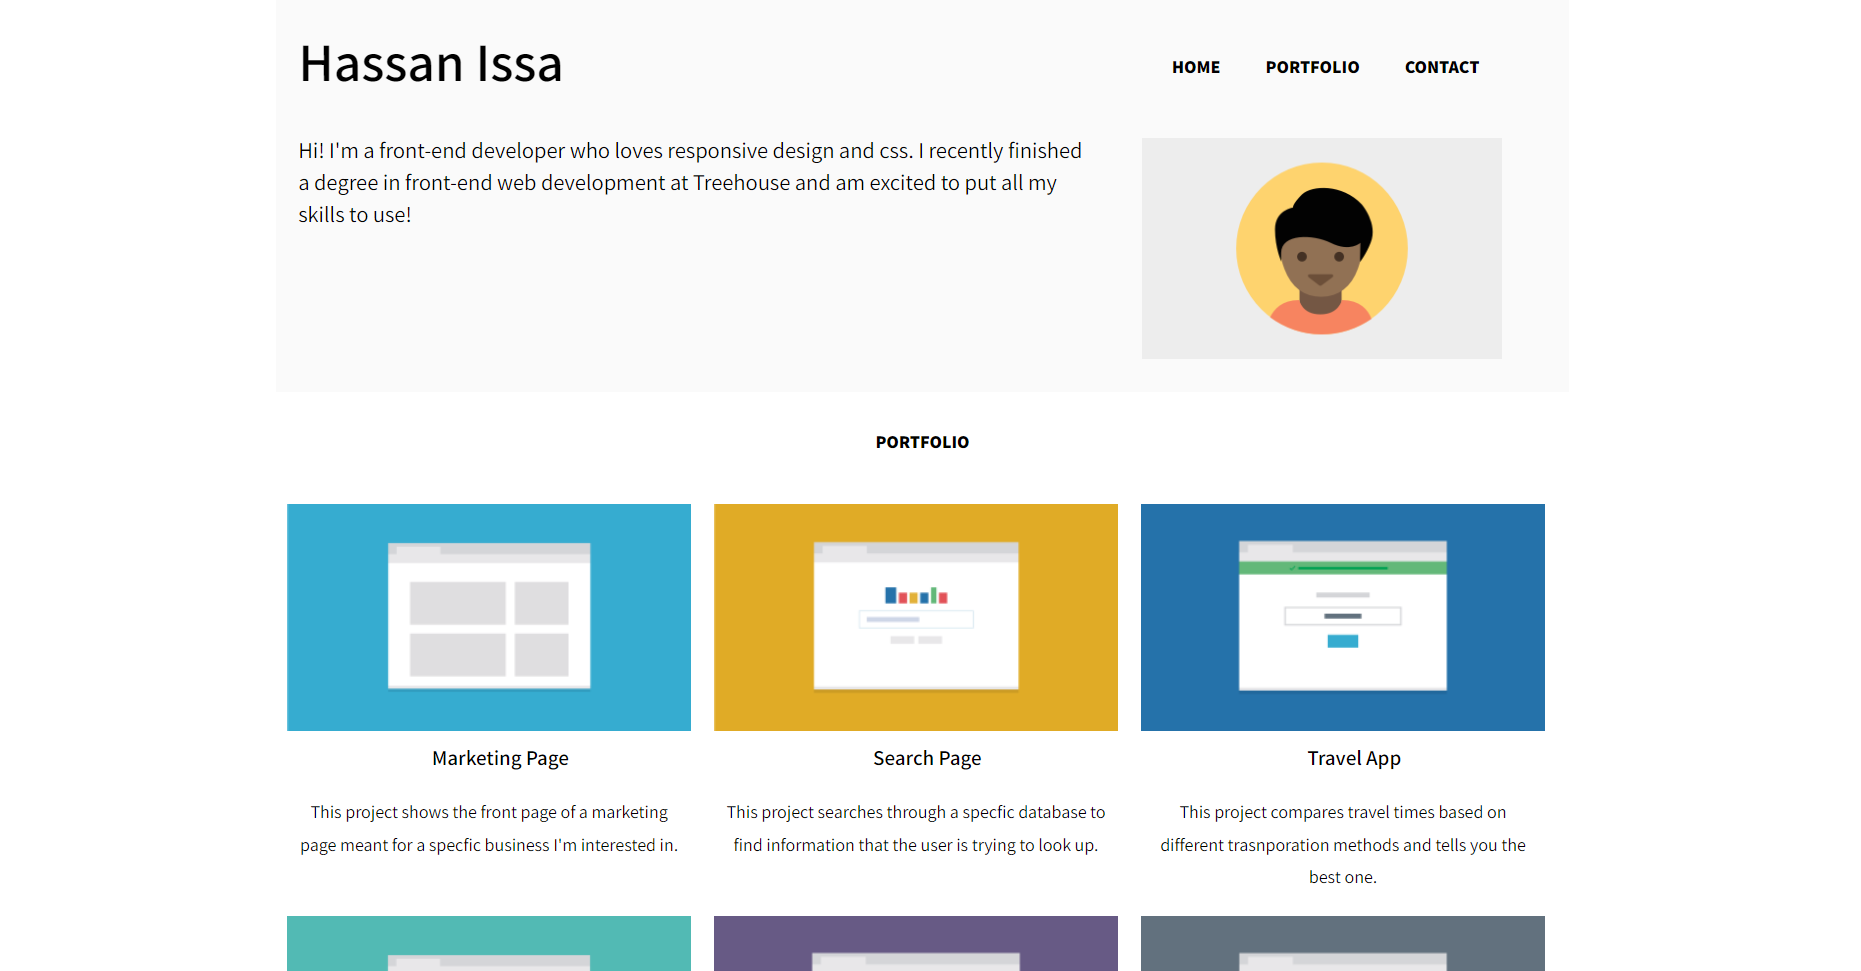 Hassan Issa
HOME PORTFOLIO CONTACT
Hi! I'm a front-end developer who loves responsive design and css. I recently finished
a degree in front-end web development at Treehouse and am excited to put all my
skills to use!
PORTFOLIO
Marketing Page
This project shows the front page of a marketing
page meant for a specfic business I'm interested in.
Search Page
This project searches through a specfic database to
find information that the user is trying to look up.
Travel App
This project compares travel times based on
different trasnporation methods and tells you the
best one.